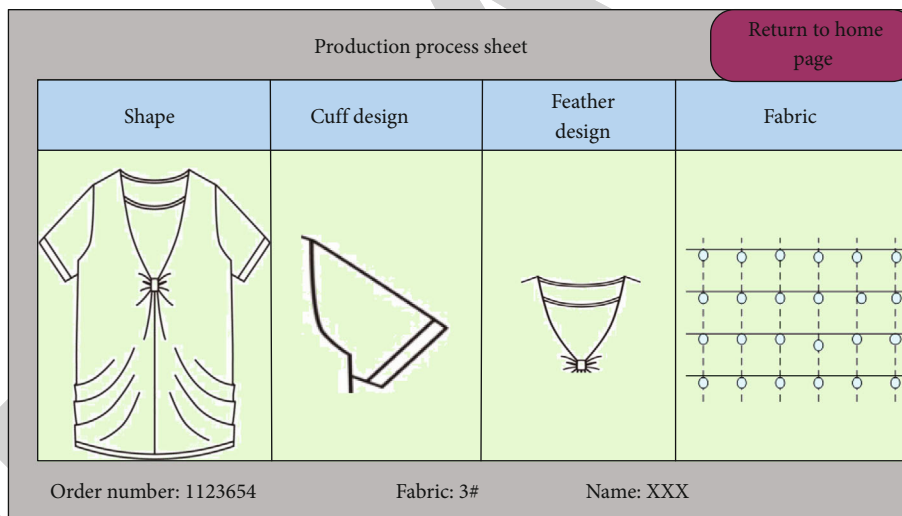 Production process sheet
Return to home
page
Shape
Cuff design
Feather
design
Fabric
Order number: 1123654
Fabric: 3#
Name: XXX